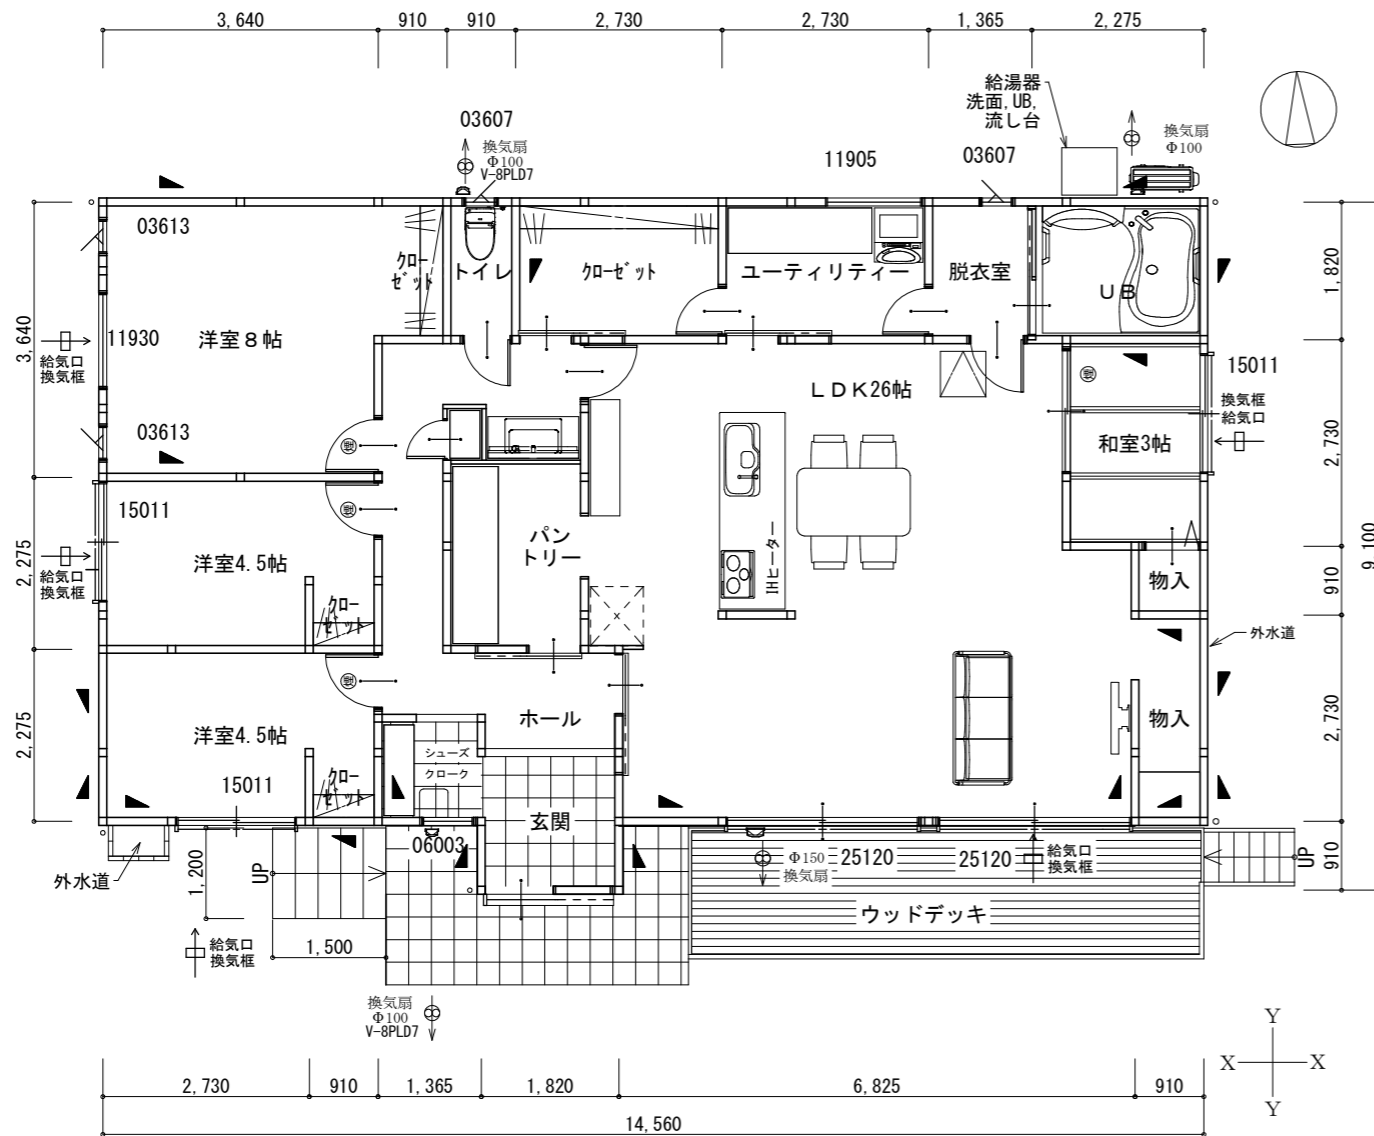 3,640
910
910
2,730
2,730
1,365
2,275
給湯器
洗面,UB,
流し台
03607
換気扇
Φ100
V-8PLD7
11905
03607
換気扇
Φ100
03613
クロー
ゼット
トイレ
クローゼット
ユーティリティー
脱衣室
UB
1,820
3,640
11930
洋室8帖
給気口
換気框
LDK26帖
煙
15011
換気框
給気口
03613
煙
和室3帖
2,730
9,100
15011
煙
パン
トリー
IHヒーター
2,275
給気口
換気框
洋室4.5帖
クロー
ゼット
物入
910
外水道
煙
ホール
物入
2,730
2,275
洋室4.5帖
シューズ
クローク
クロー
ゼット
15011
玄関
06003
Φ150
換気扇
25120
25120
給気口
換気框
UP
910
外水道
1,200
UP
ウッドデッキ
1,500
給気口
換気框
換気扇
Φ100
V-8PLD7
Y
X
X
Y
2,730
910
1,365
1,820
6,825
910
14,560